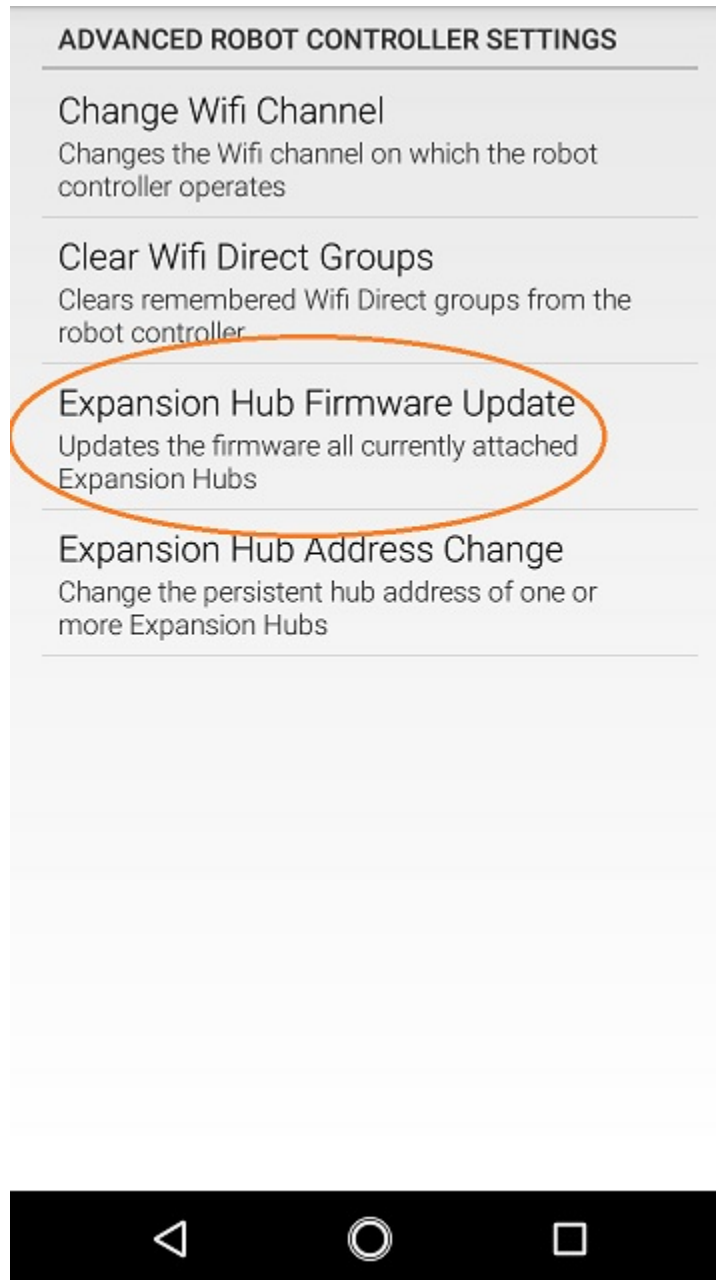 ADVANCED ROBOT CONTROLLER SETTINGS
Change Wifi Channel
Changes the Wifi channel on which the robot
controller operates
Clear Wifi Direct Groups
Clears remembered Wifi Direct groups from the
robot controller
Expansion Hub Firmware Update
Updates the firmware all currently attached
Expansion Hubs
Expansion Hub Address Change
Change the persistent hub address of one or
more Expansion Hubs